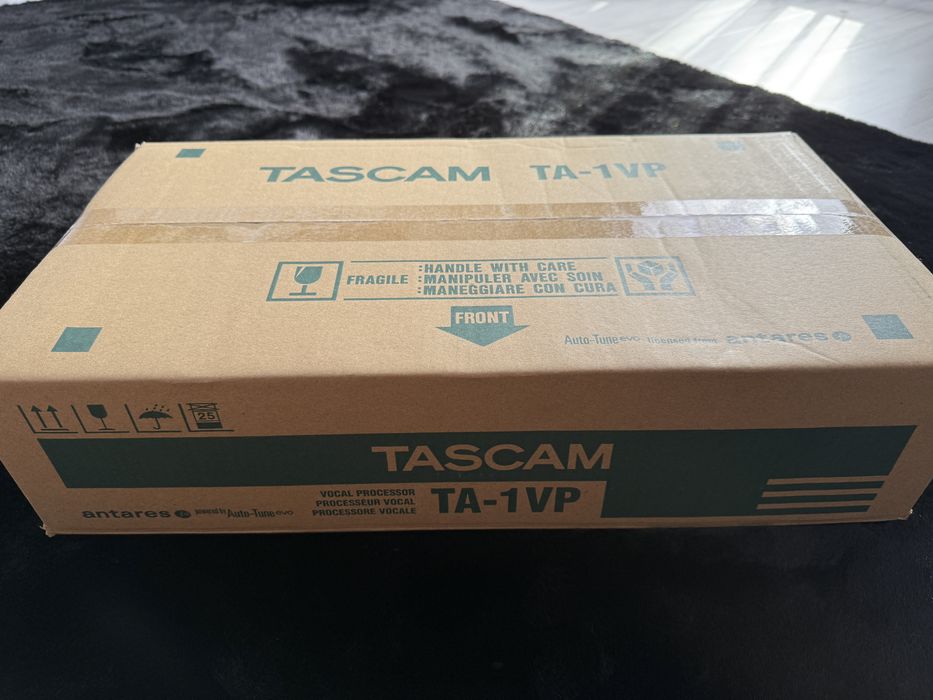 TASCAM TA-1VP
FRAGILE
:HANDLE WITH CARE
:MANIPULER AVEC SOIN
:MANEGGIARE CON CURA
FRONT
Auto-Tune evo licensed from antares
25
TASCAM
VOCAL PROCESSOR
PROCESSEUR VOCAL
PROCESSORE VOCALE
TA-1VP
antares powered by Auto-Tune evo